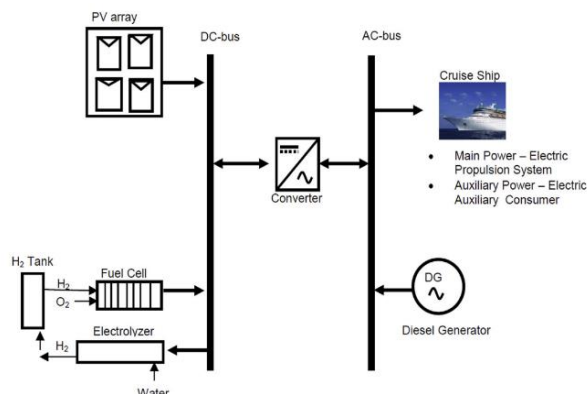 PV array
DC-bus
AC-bus
Cruise Ship
• Main Power – Electric
Propulsion System
• Auxiliary Power – Electric
Auxiliary Consumer
Converter
H₂ Tank
H₂
O₂
Fuel Cell
DG
Diesel Generator
Electrolyzer
H₂
Water